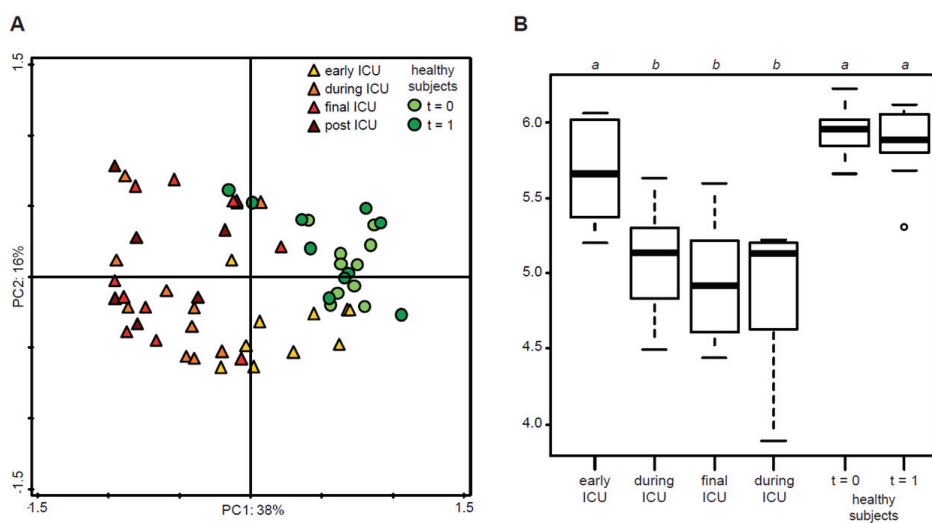 A
1.5
PC2: 16%
-1.5
-1.5
PC1: 38%
1.5
early ICU
during ICU
final ICU
post ICU
healthy
subjects
t = 0
t = 1
B
a b b b a a
6.0
5.5
5.0
4.5
4.0
early
ICU
during
ICU
final
ICU
during
ICU
t = 0 t = 1
healthy
subjects